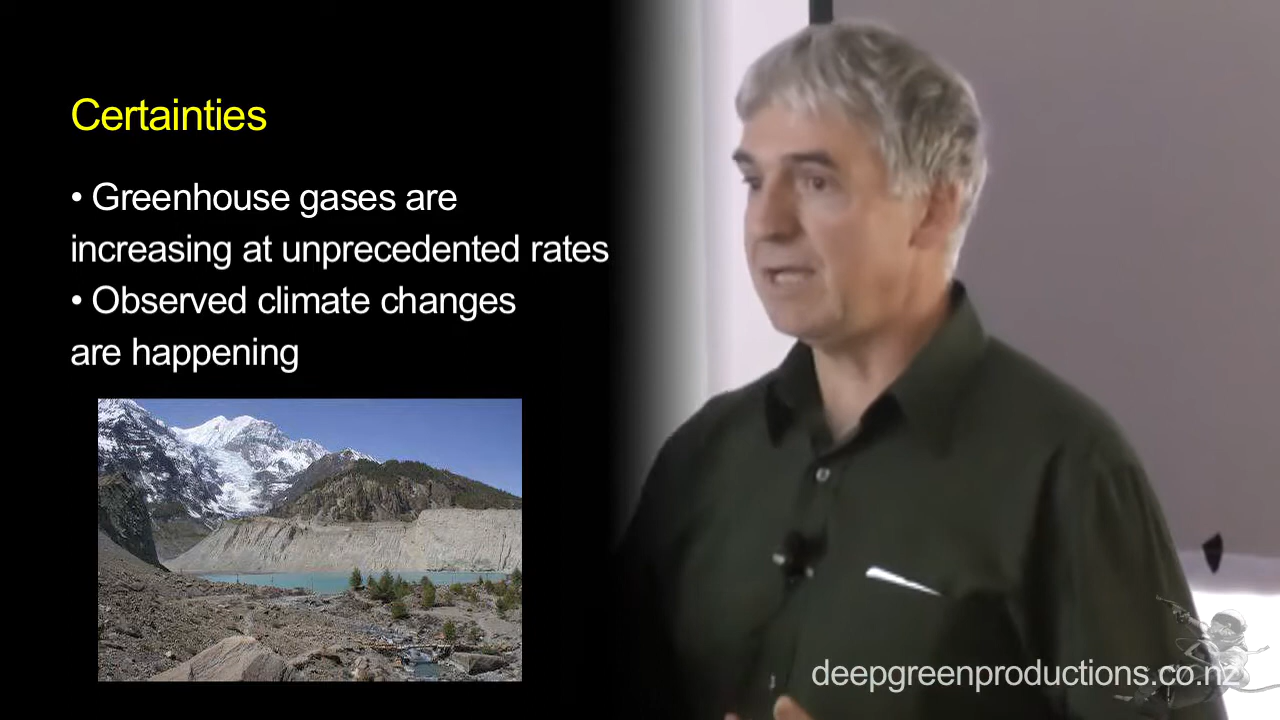 Certainties
• Greenhouse gases are
increasing at unprecedented rates
• Observed climate changes
are happening
deepgreenproductions.co.nz